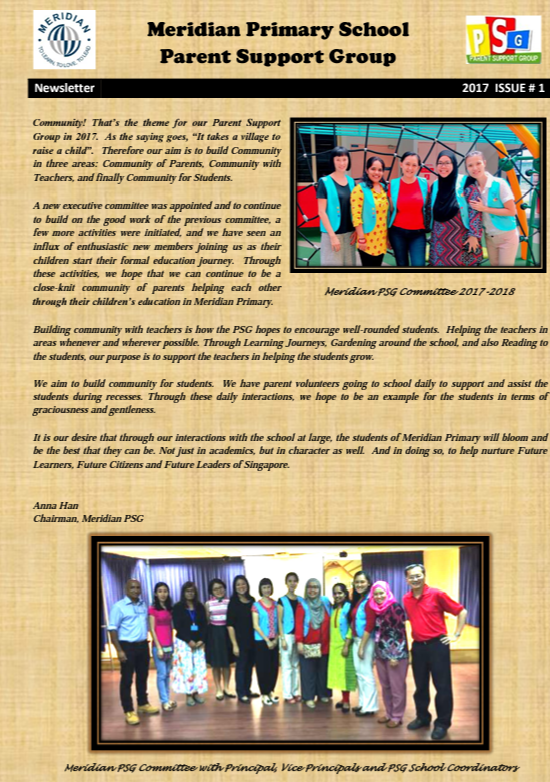 MERIDIAN
TO LEARN, TO LOVE, TO LEAD
Meridian Primary School
Parent Support Group
PSG
PARENT SUPPORT GROUP
Newsletter
2017 ISSUE # 1
Community! That's the theme for our Parent Support
Group in 2017. As the saying goes, "It takes a village to
raise a child". Therefore our aim is to build Community
in three areas: Community of Parents, Community with
Teachers, and finally Community for Students.
A new executive committee was appointed and to continue
to build on the good work of the previous committee, a
few more activities were initiated, and we have seen an
influx of enthusiastic new members joining us as their
children start their formal education journey. Through
these activities, we hope that we can continue to be a
close-knit community of parents helping each other
through their children's education in Meridian Primary.
Meridian PSG Committee 2017-2018
Building community with teachers is how the PSG hopes to encourage well-rounded students. Helping the teachers in
areas whenever and wherever possible. Through Learning Journeys, Gardening around the school, and also Reading to
the students, our purpose is to support the teachers in helping the students grow.
We aim to build community for students. We have parent volunteers going to school daily to support and assist the
students during recesses. Through these daily interactions, we hope to be an example for the students in terms of
graciousness and gentleness.
It is our desire that through our interactions with the school at large, the students of Meridian Primary will bloom and
be the best that they can be. Not just in academics, but in character as well. And in doing so, to help nurture Future
Learners, Future Citizens and Future Leaders of Singapore.
Anna Han
Chairman, Meridian PSG
Meridian PSG Committee with Principal, Vice Principals and PSG School Coordinators